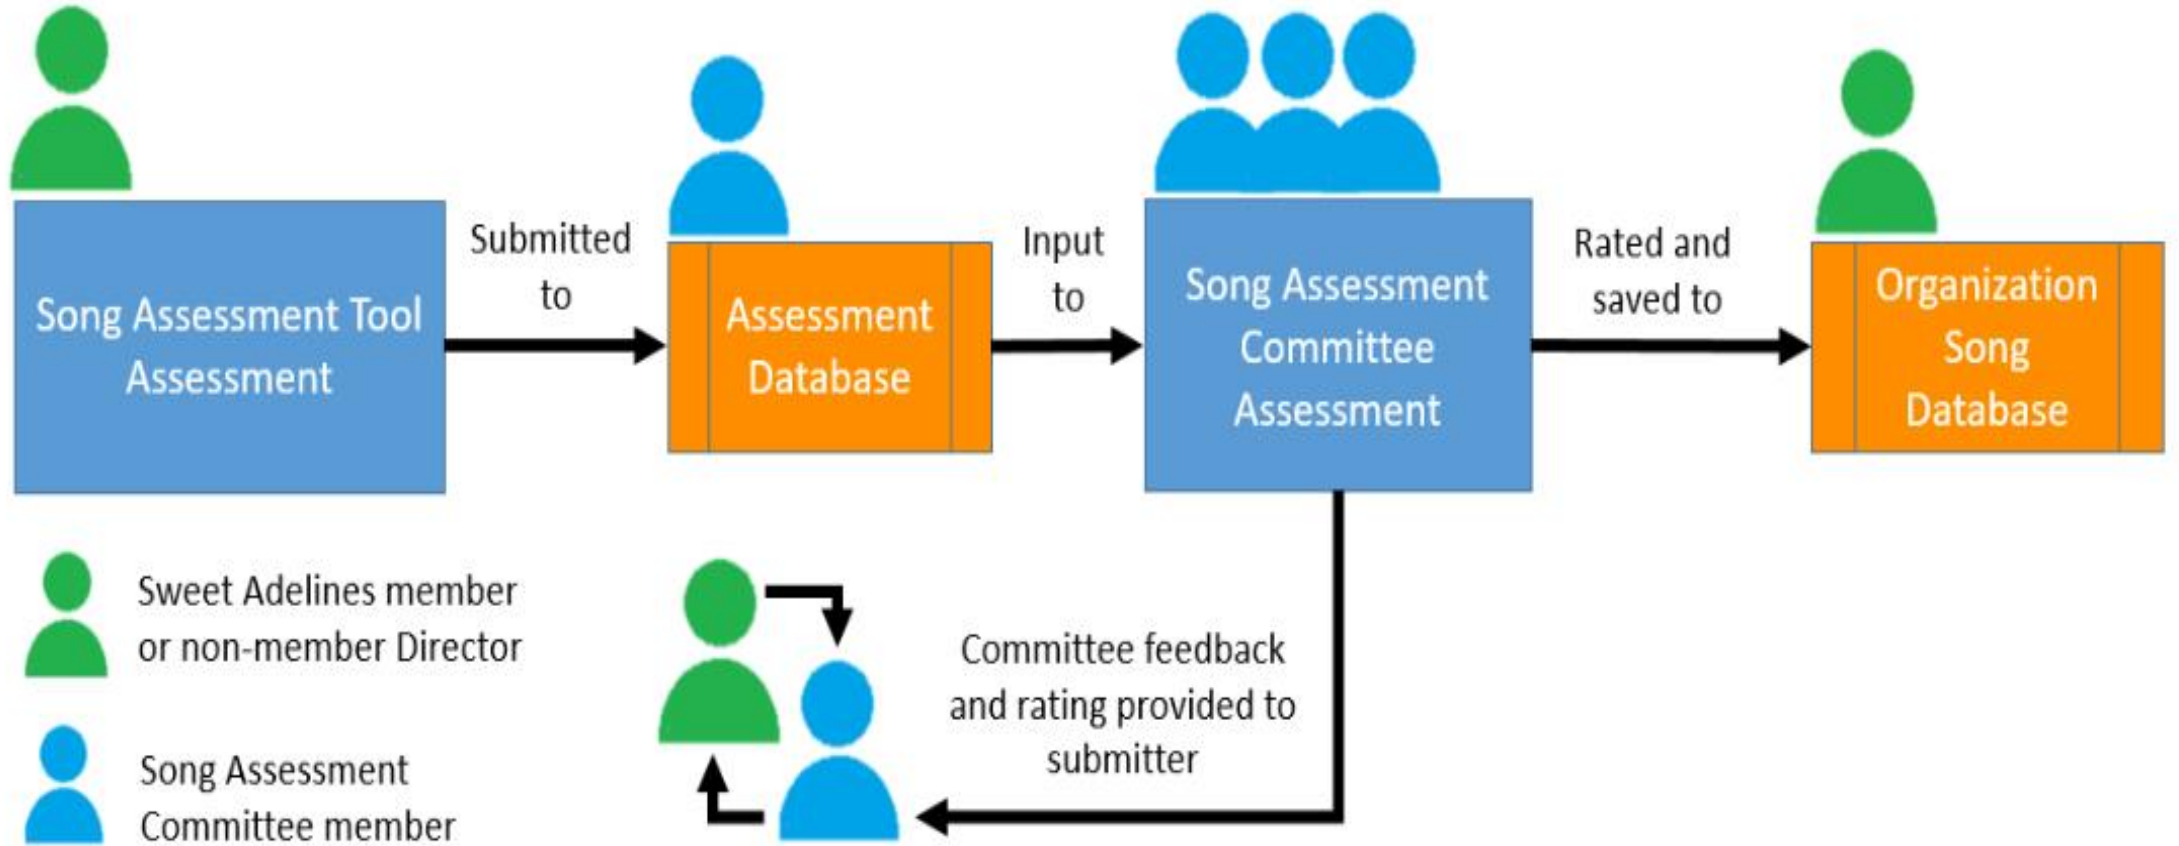 Song Assessment Tool
Assessment
Submitted
to
Assessment
Database
Input
to
Song Assessment
Committee
Assessment
Rated and
saved to
Organization
Song
Database
Sweet Adelines member
or non-member Director
Song Assessment
Committee member
Committee feedback
and rating provided to
submitter